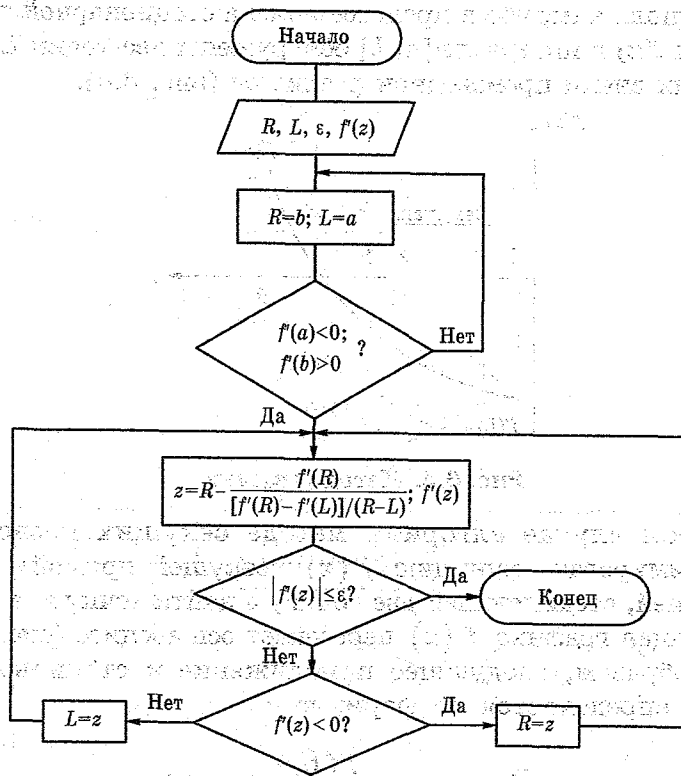 Начало
R, L, ε, f'(z)
R=b; L=a
f'(a)<0;
f'(b)>0 ?
Нет
Да
z=R- f'(R) / [f'(R)-f'(L)]/(R-L); f'(z)
|f'(z)|≤ε?
Да
Конец
Нет
f'(z)<0?
Нет
L=z
Да
R=z